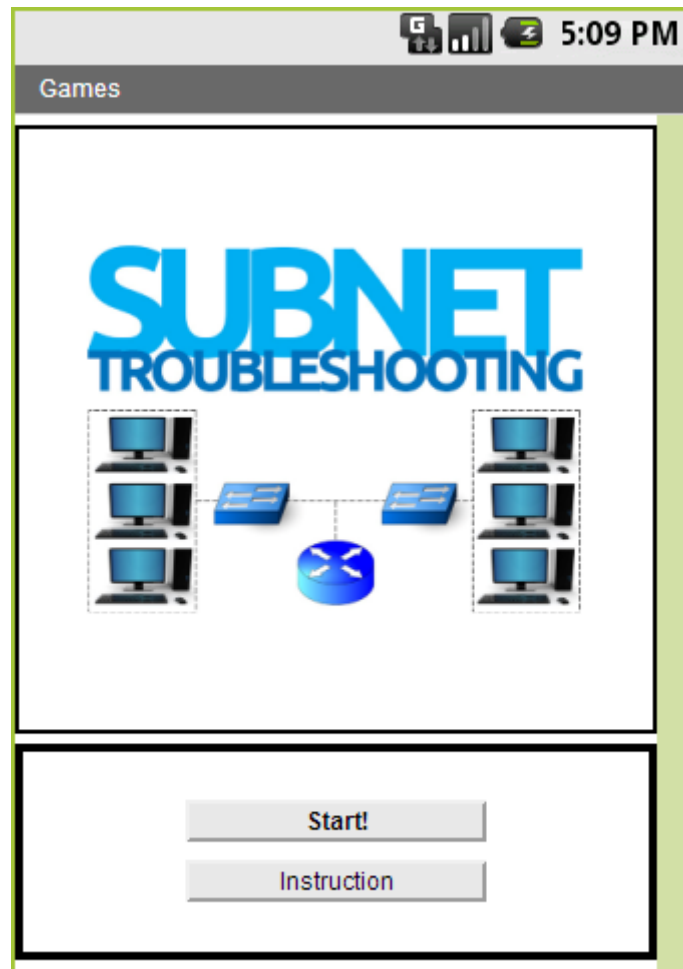 G 5:09 PM
Games
SUBNET
TROUBLESHOOTING
Start!
Instruction